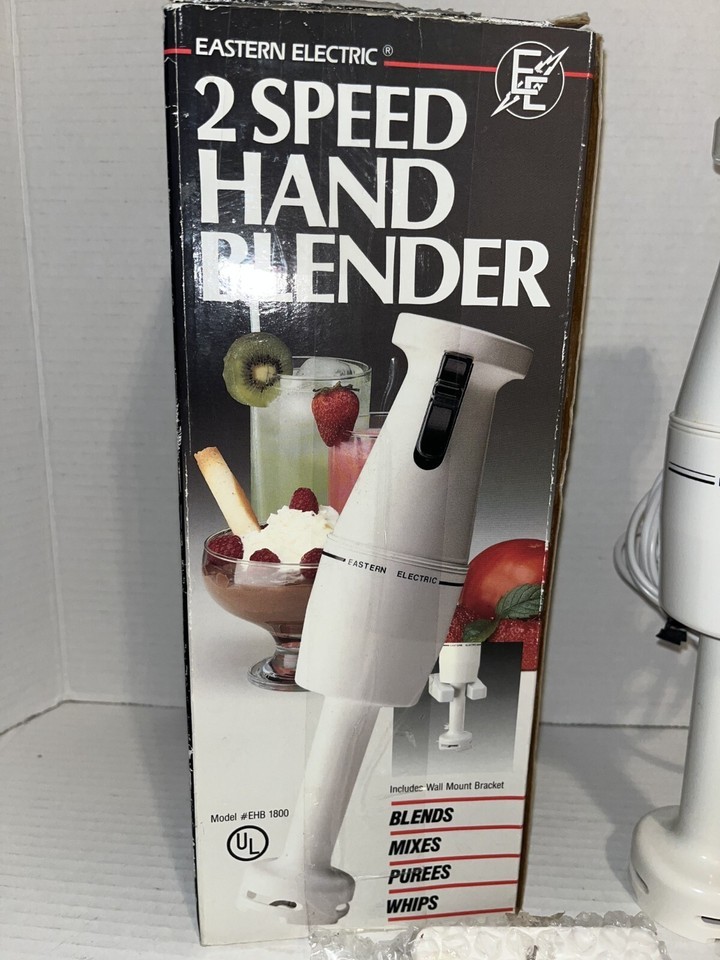 EASTERN ELECTRIC ®
2 SPEED
HAND
BLENDER
EASTERN ELECTRIC
Includes Wall Mount Bracket
Model #EHB 1800
UL
BLENDS
MIXES
PUREES
WHIPS